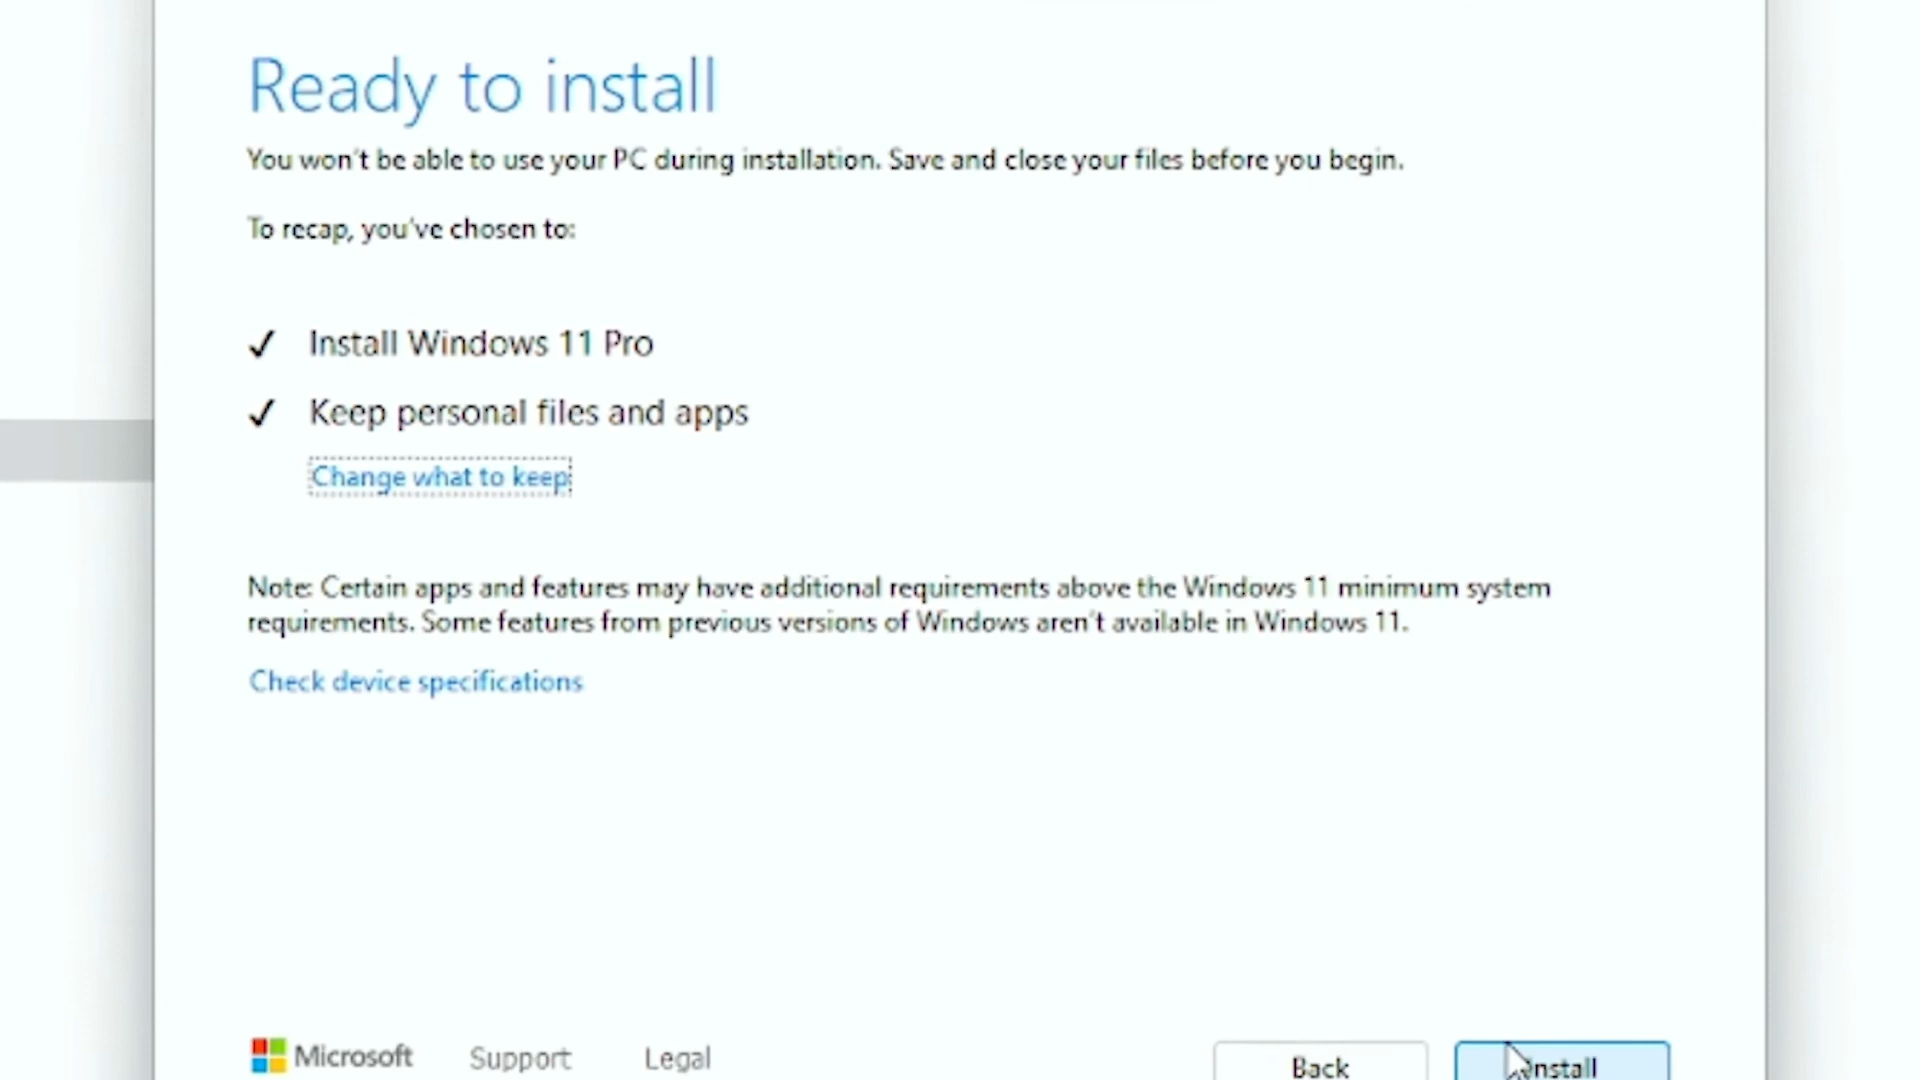 Ready to install
You won't be able to use your PC during installation. Save and close your files before you begin.
To recap, you've chosen to:
Install Windows 11 Pro
Keep personal files and apps
Change what to keep
Note: Certain apps and features may have additional requirements above the Windows 11 minimum system
requirements. Some features from previous versions of Windows aren't available in Windows 11.
Check device specifications
Microsoft Support Legal Back Install